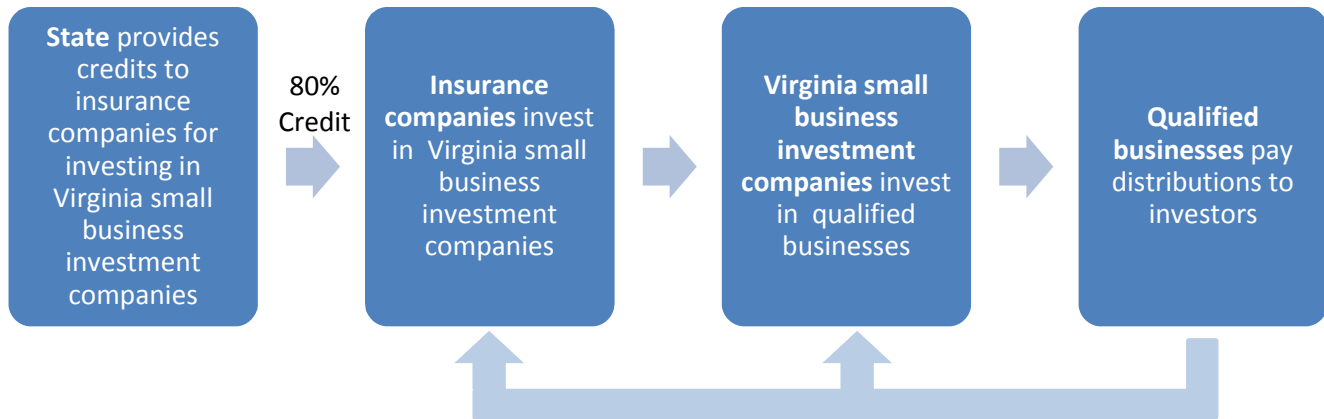 State provides
credits to
insurance
companies for
investing in
Virginia small
business
investment
companies
80%
Credit
Insurance
companies invest
in Virginia small
business
investment
companies
Virginia small
business
investment
companies invest
in qualified
businesses
Qualified
businesses pay
distributions to
investors